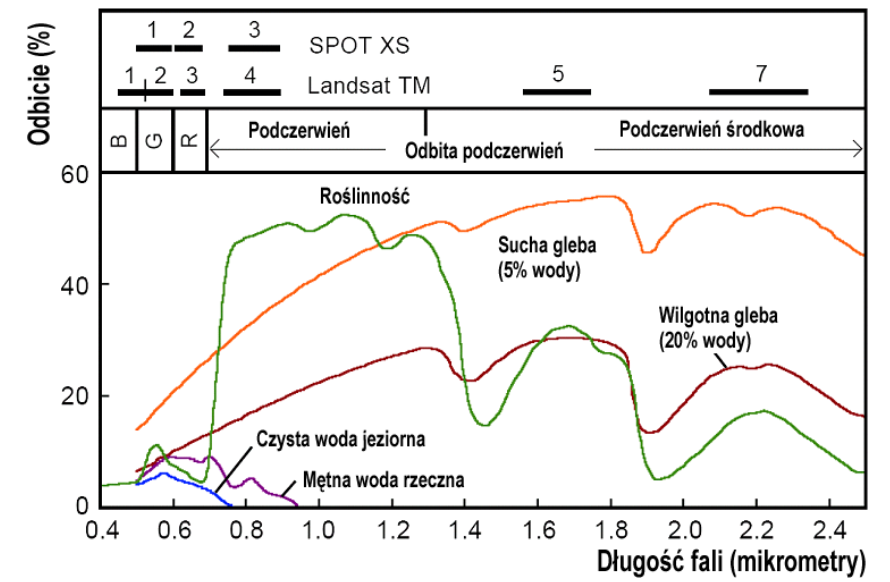 Odbicie (%)
1 2 3
SPOT XS
1 2 3 4 5 7
Landsat TM
B G R
Podczerwień
Odbita podczerwień
Podczerwień środkowa
60
40
20
0
Roślinność
Sucha gleba
(5% wody)
Wilgotna gleba
(20% wody)
Czysta woda jeziorna
Mętna woda rzeczna
0.4 0.6 0.8 1.0 1.2 1.4 1.6 1.8 2.0 2.2 2.4
Długość fali (mikrometry)